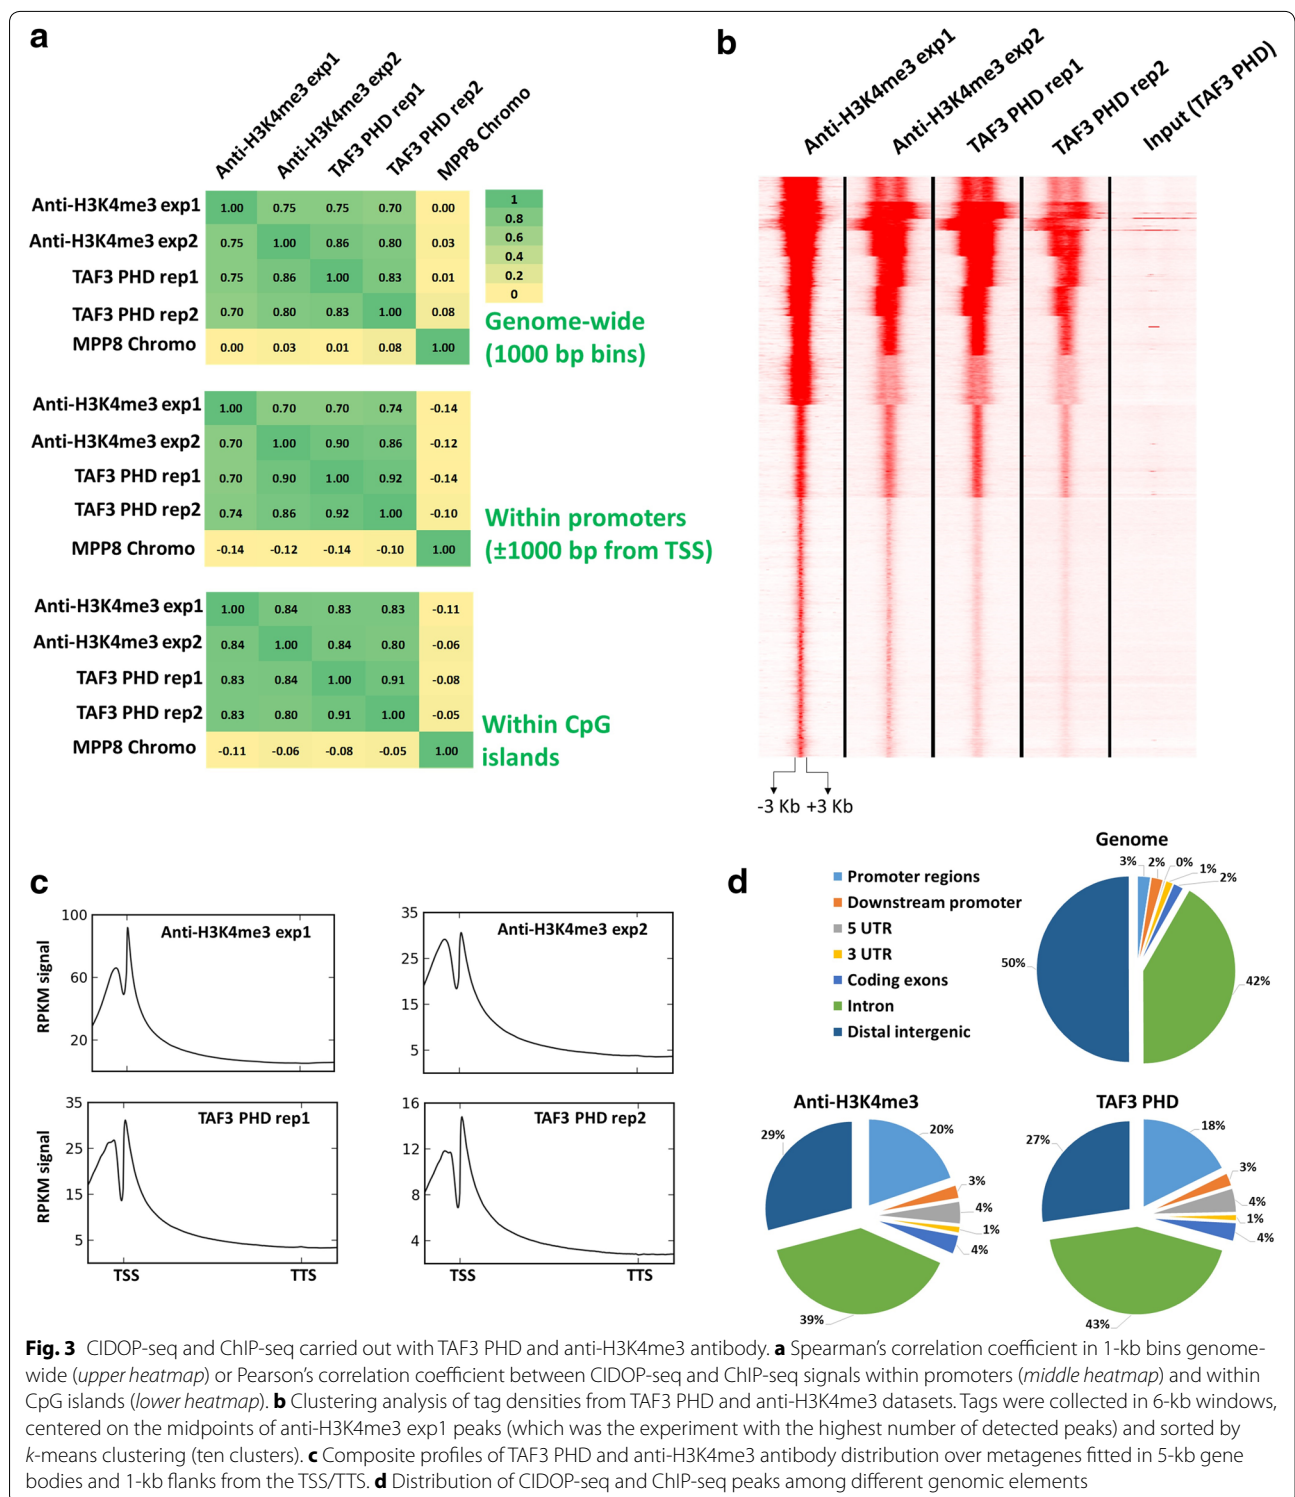 a
Anti-H3K4me3 exp1
Anti-H3K4me3 exp2
TAF3 PHD rep1
TAF3 PHD rep2
MPP8 Chromo
Anti-H3K4me3 exp1 1.00 0.75 0.75 0.70 0.00
Anti-H3K4me3 exp2 0.75 1.00 0.86 0.80 0.03
TAF3 PHD rep1 0.75 0.86 1.00 0.83 0.01
TAF3 PHD rep2 0.70 0.80 0.83 1.00 0.08
MPP8 Chromo 0.00 0.03 0.01 0.08 1.00
1
0.8
0.6
0.4
0.2
0
Genome-wide
(1000 bp bins)
Anti-H3K4me3 exp1 1.00 0.70 0.70 0.74 -0.14
Anti-H3K4me3 exp2 0.70 1.00 0.90 0.86 -0.12
TAF3 PHD rep1 0.70 0.90 1.00 0.92 -0.14
TAF3 PHD rep2 0.74 0.86 0.92 1.00 -0.10
MPP8 Chromo -0.14 -0.12 -0.14 -0.10 1.00
Within promoters
(±1000 bp from TSS)
Anti-H3K4me3 exp1 1.00 0.84 0.83 0.83 -0.11
Anti-H3K4me3 exp2 0.84 1.00 0.84 0.80 -0.06
TAF3 PHD rep1 0.83 0.84 1.00 0.91 -0.08
TAF3 PHD rep2 0.83 0.80 0.91 1.00 -0.05
MPP8 Chromo -0.11 -0.06 -0.08 -0.05 1.00
Within CpG
islands
b
Anti-H3K4me3 exp1
Anti-H3K4me3 exp2
TAF3 PHD rep1
TAF3 PHD rep2
Input (TAF3 PHD)
-3 Kb +3 Kb
c
Anti-H3K4me3 exp1
RPKM signal
100
60
20
Anti-H3K4me3 exp2
35
25
15
5
TAF3 PHD rep1
RPKM signal
35
25
15
5
TSS TTS
TAF3 PHD rep2
16
12
8
4
TSS TTS
d
Promoter regions
Downstream promoter
5 UTR
3 UTR
Coding exons
Intron
Distal intergenic
Genome
3% 2% 0% 1% 2%
50%
42%
Anti-H3K4me3
29%
20%
3%
4%
1%
4%
39%
TAF3 PHD
27%
18%
3%
4%
1%
4%
43%
Fig. 3 CIDOP-seq and ChIP-seq carried out with TAF3 PHD and anti-H3K4me3 antibody. a Spearman's correlation coefficient in 1-kb bins genome-
wide (upper heatmap) or Pearson's correlation coefficient between CIDOP-seq and ChIP-seq signals within promoters (middle heatmap) and within
CpG islands (lower heatmap). b Clustering analysis of tag densities from TAF3 PHD and anti-H3K4me3 datasets. Tags were collected in 6-kb windows,
centered on the midpoints of anti-H3K4me3 exp1 peaks (which was the experiment with the highest number of detected peaks) and sorted by
k-means clustering (ten clusters). c Composite profiles of TAF3 PHD and anti-H3K4me3 antibody distribution over metagenes fitted in 5-kb gene
bodies and 1-kb flanks from the TSS/TTS. d Distribution of CIDOP-seq and ChIP-seq peaks among different genomic elements